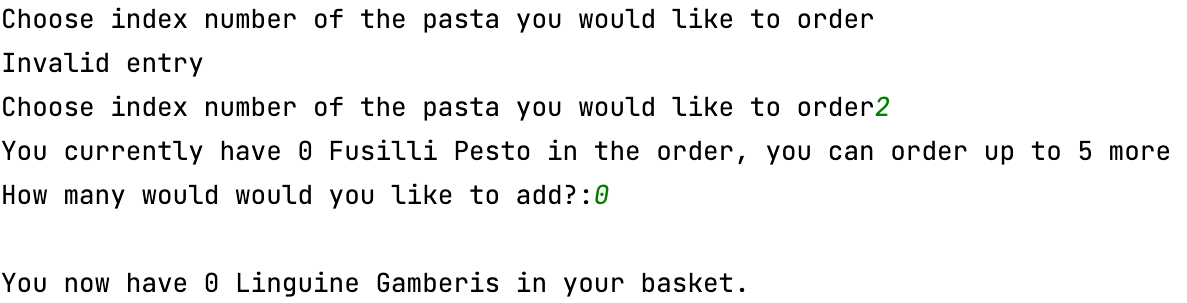 Choose index number of the pasta you would like to order
Invalid entry
Choose index number of the pasta you would like to order2
You currently have 0 Fusilli Pesto in the order, you can order up to 5 more
How many would would you like to add?:0
You now have 0 Linguine Gamberis in your basket.